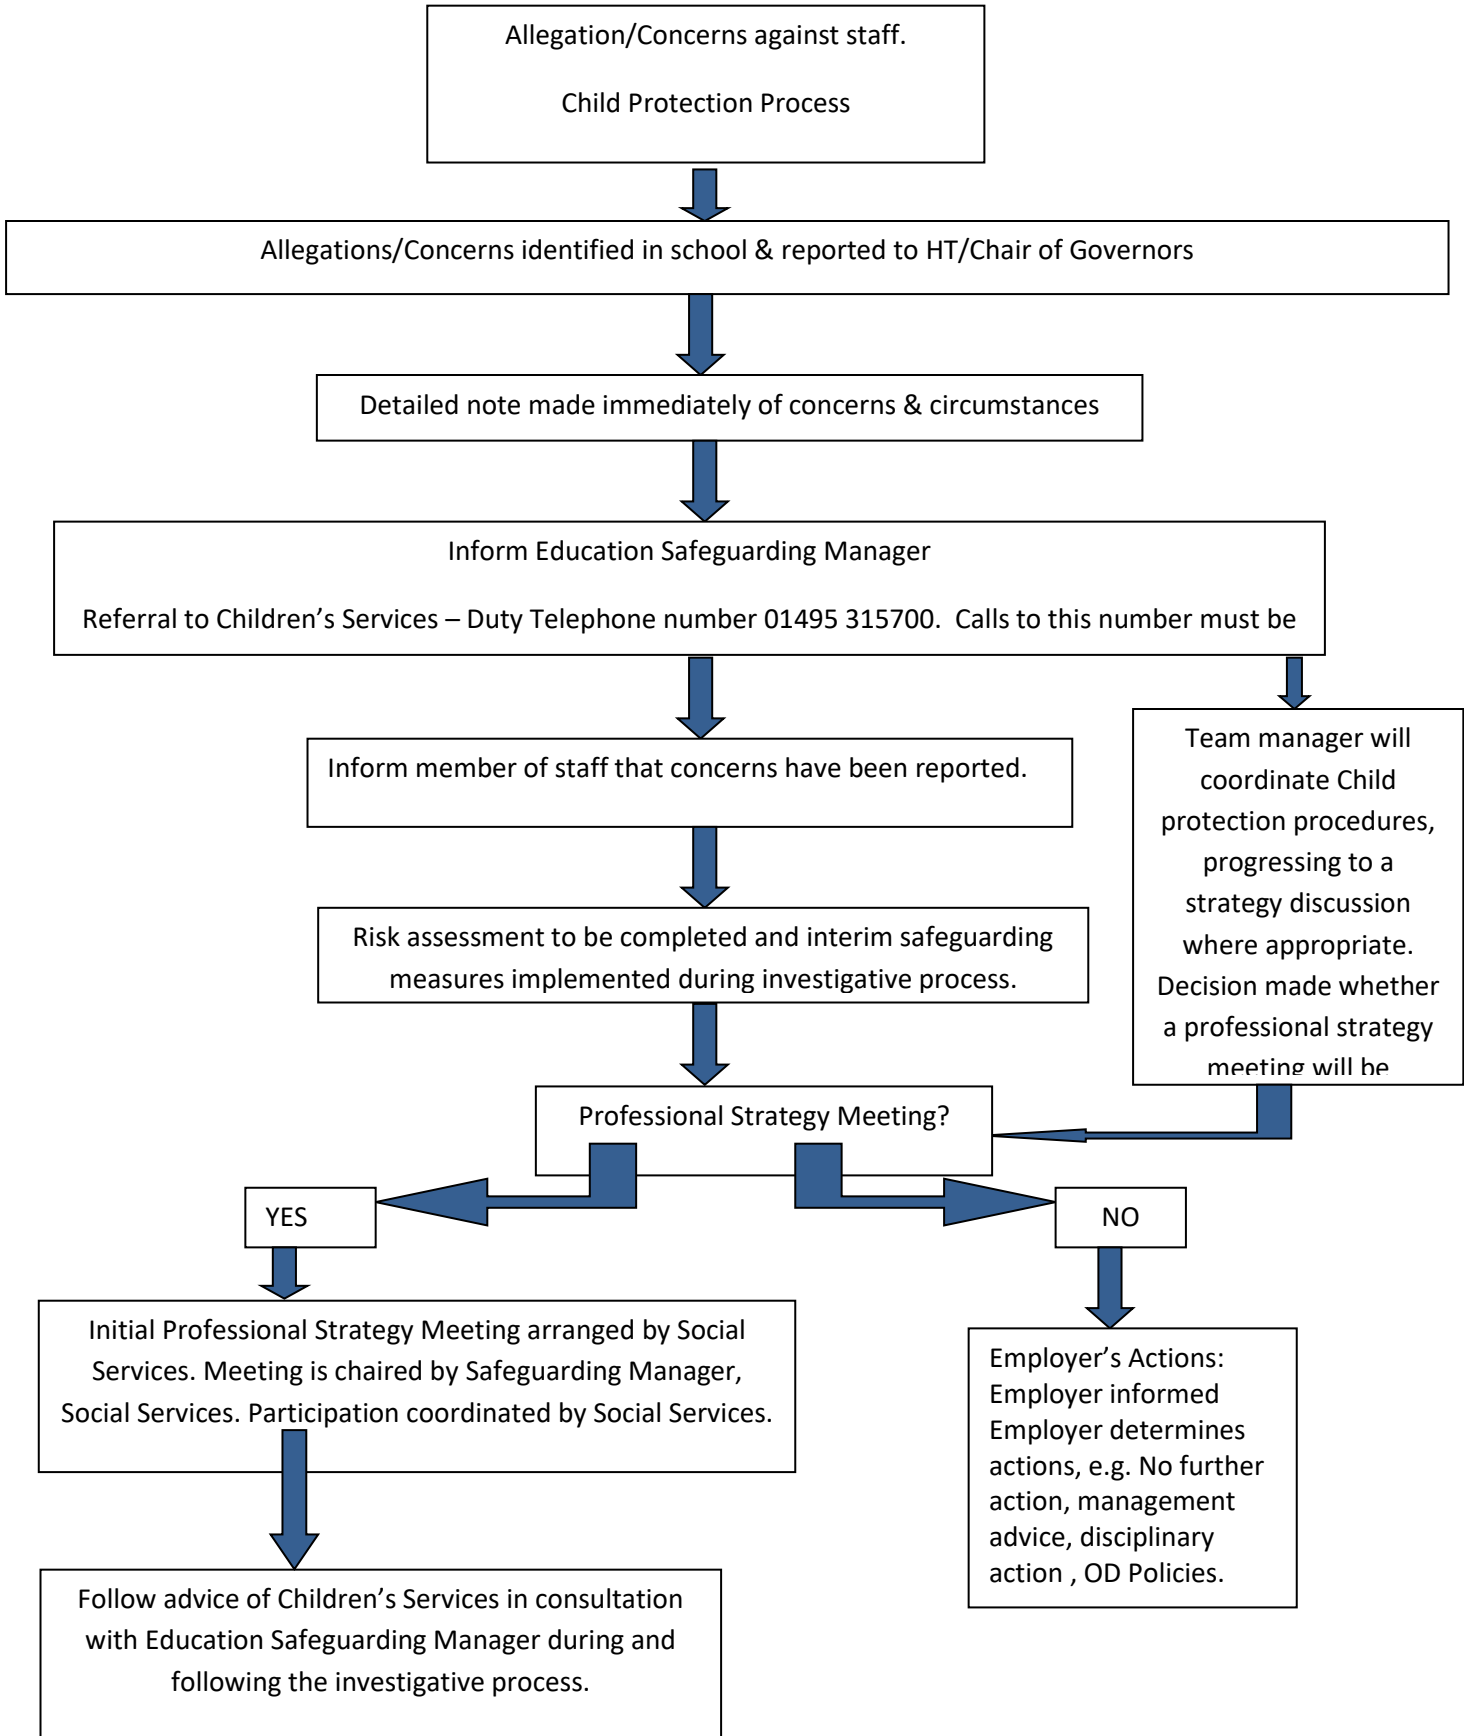 Allegation/Concerns against staff.
Child Protection Process
Allegations/Concerns identified in school & reported to HT/Chair of Governors
Detailed note made immediately of concerns & circumstances
Inform Education Safeguarding Manager
Referral to Children’s Services – Duty Telephone number 01495 315700.  Calls to this number must be
Inform member of staff that concerns have been reported.
Team manager will
coordinate Child
protection procedures,
progressing to a
strategy discussion
where appropriate.
Decision made whether
a professional strategy
meeting will be
Risk assessment to be completed and interim safeguarding
measures implemented during investigative process.
Professional Strategy Meeting?
YES
NO
Initial Professional Strategy Meeting arranged by Social
Services. Meeting is chaired by Safeguarding Manager,
Social Services. Participation coordinated by Social Services.
Employer’s Actions:
Employer informed
Employer determines
actions, e.g. No further
action, management
advice, disciplinary
action , OD Policies.
Follow advice of Children’s Services in consultation
with Education Safeguarding Manager during and
following the investigative process.